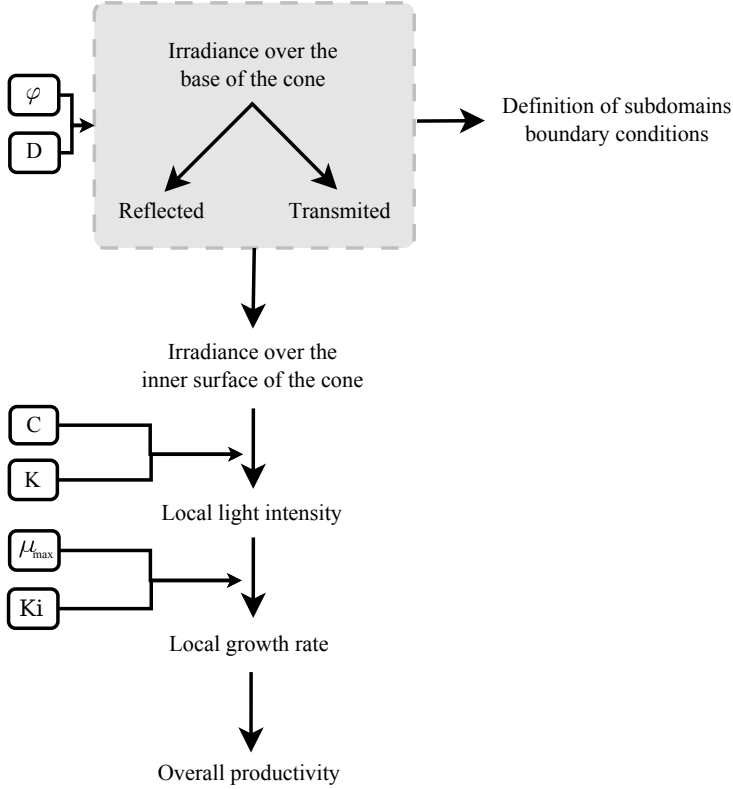 Irradiance over the
base of the cone
φ
D
Reflected
Transmited
Definition of subdomains
boundary conditions
Irradiance over the
inner surface of the cone
C
K
Local light intensity
μmax
Ki
Local growth rate
Overall productivity